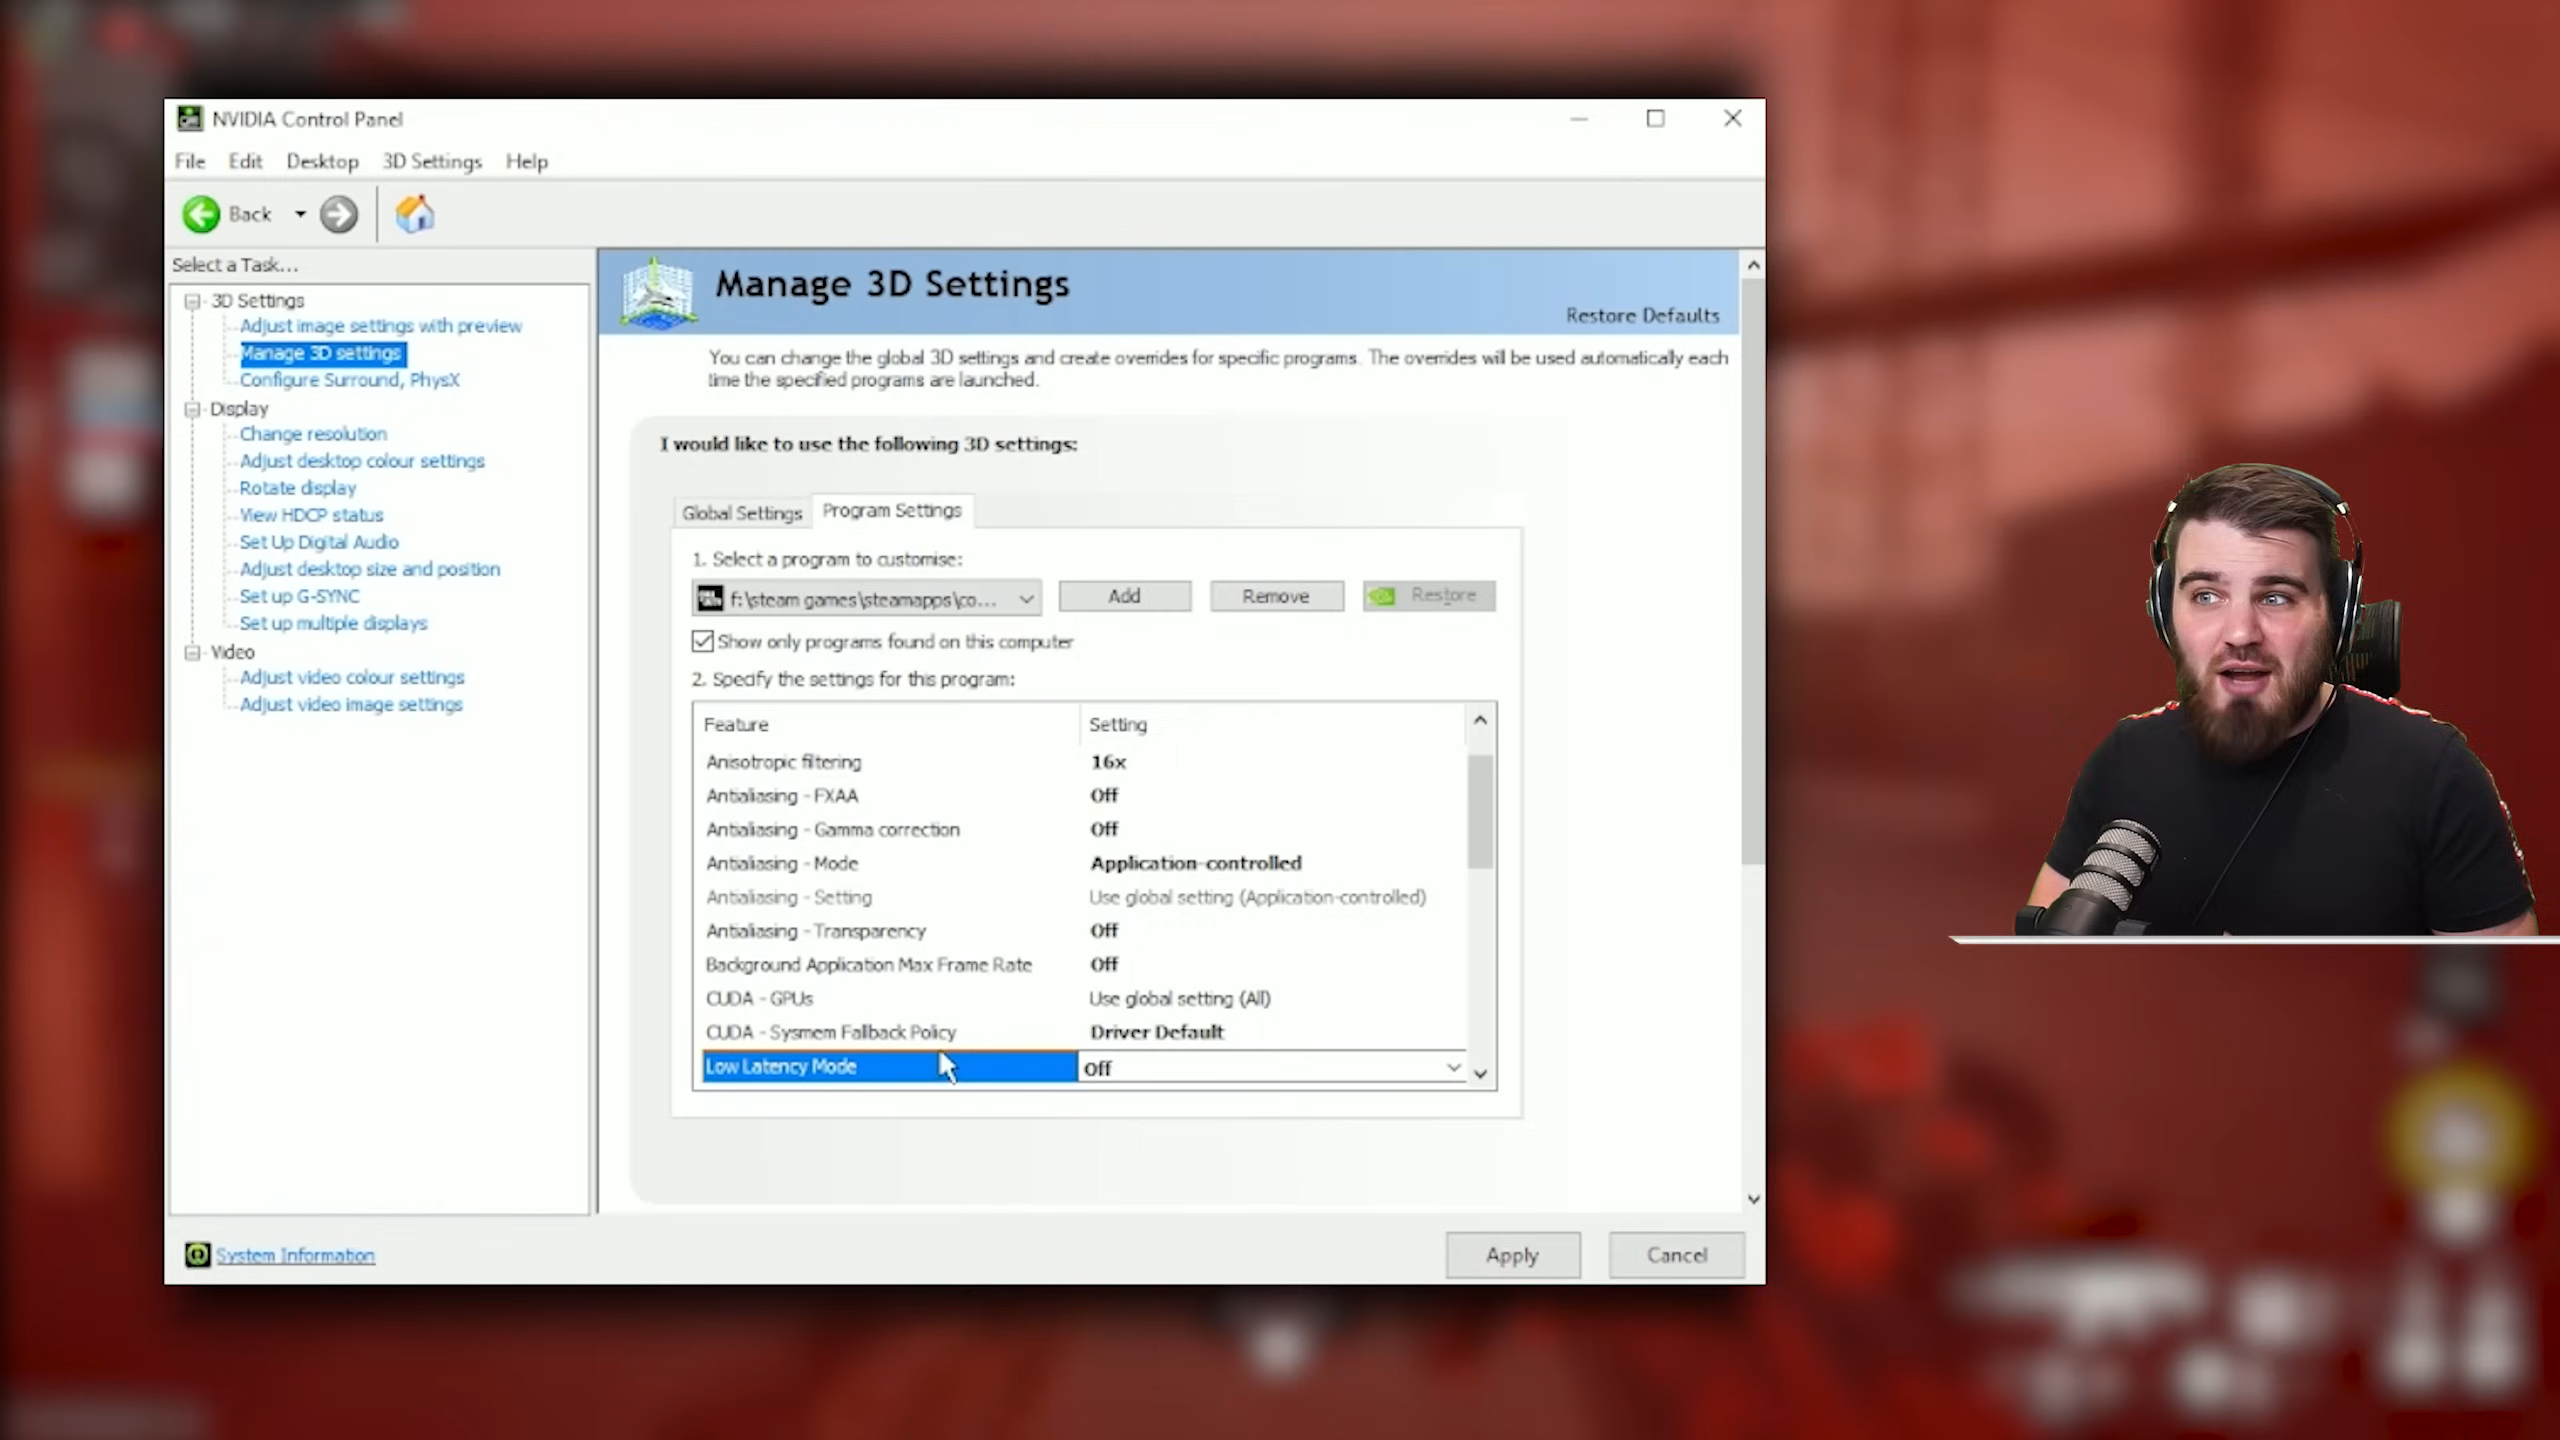 NVIDIA Control Panel
File Edit Desktop 3D Settings Help
Back
Select a Task...
3D Settings
Adjust image settings with preview
Manage 3D settings
Configure Surround, PhysX
Display
Change resolution
Adjust desktop colour settings
Rotate display
View HDCP status
Set Up Digital Audio
Adjust desktop size and position
Set up G-SYNC
Set up multiple displays
Video
Adjust video colour settings
Adjust video image settings
System Information
Manage 3D Settings
Restore Defaults
You can change the global 3D settings and create overrides for specific programs. The overrides will be used automatically each
time the specified programs are launched.
I would like to use the following 3D settings:
Global Settings Program Settings
1. Select a program to customise:
f:\steam games\steamapps\co... Add Remove Restore
Show only programs found on this computer
2. Specify the settings for this program:
Feature Setting
Anisotropic filtering 16x
Antialiasing - FXAA Off
Antialiasing - Gamma correction Off
Antialiasing - Mode Application-controlled
Antialiasing - Setting Use global setting (Application-controlled)
Antialiasing - Transparency Off
Background Application Max Frame Rate Off
CUDA - GPUs Use global setting (All)
CUDA - Sysmem Fallback Policy Driver Default
Low Latency Mode Off
Apply Cancel